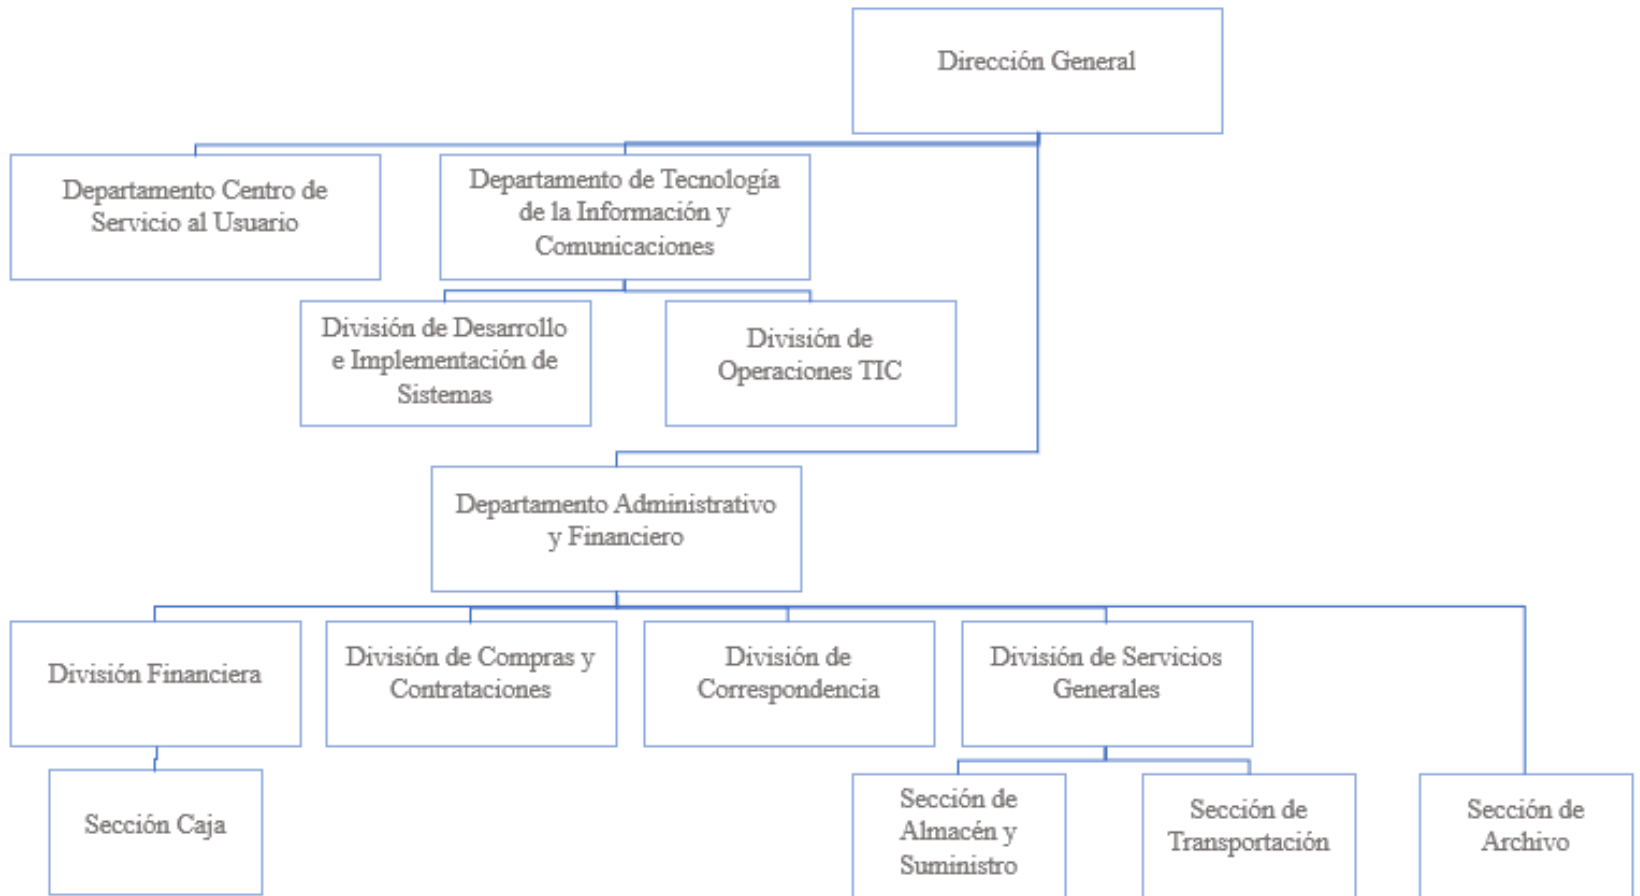 Dirección General
Departamento Centro de
Servicio al Usuario
Departamento de Tecnología
de la Información y
Comunicaciones
División de Desarrollo
e Implementación de
Sistemas
División de
Operaciones TIC
Departamento Administrativo
y Financiero
División Financiera
División de Compras y
Contrataciones
División de
Correspondencia
División de Servicios
Generales
Sección Caja
Sección de
Almacén y
Suministro
Sección de
Transportación
Sección de
Archivo